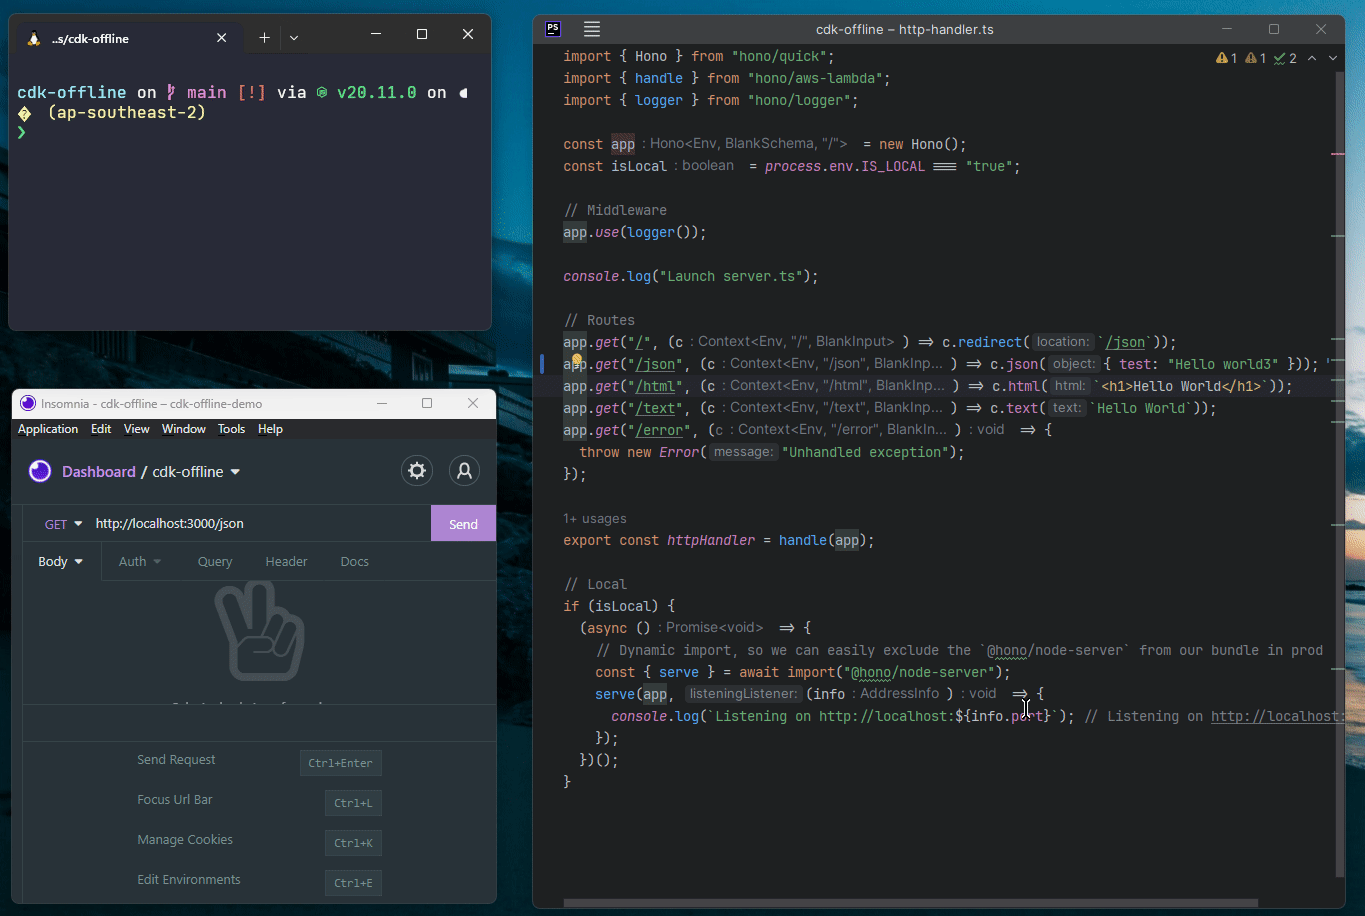 ..s/cdk-offline
cdk-offline on main [!] via v20.11.0 on
(ap-southeast-2)
❯
Insomnia - cdk-offline – cdk-offline-demo
Application Edit View Window Tools Help
Dashboard / cdk-offline
GET http://localhost:3000/json Send
Body Auth Query Header Docs
Send Request Ctrl+Enter
Focus Url Bar Ctrl+L
Manage Cookies Ctrl+K
Edit Environments Ctrl+E
PS cdk-offline – http-handler.ts
1 1 2
import { Hono } from "hono/quick";
import { handle } from "hono/aws-lambda";
import { logger } from "hono/logger";
const app : Hono<Env, BlankSchema, "/"> = new Hono();
const isLocal : boolean = process.env.IS_LOCAL === "true";
// Middleware
app.use(logger());
console.log("Launch server.ts");
// Routes
app.get("/", (c : Context<Env, "/", BlankInput> ) => c.redirect( location: `/json`));
app.get("/json", (c : Context<Env, "/json", BlankInp... ) => c.json( object: { test: "Hello world3" }));
app.get("/html", (c : Context<Env, "/html", BlankInp... ) => c.html( html: `<h1>Hello World</h1>`));
app.get("/text", (c : Context<Env, "/text", BlankInp... ) => c.text( text: `Hello World`));
app.get("/error", (c : Context<Env, "/error", BlankIn... ) : void => {
throw new Error( message: "Unhandled exception");
});
1+ usages
export const httpHandler = handle(app);
// Local
if (isLocal) {
(async () : Promise<void> => {
// Dynamic import, so we can easily exclude the `@hono/node-server` from our bundle in prod
const { serve } = await import("@hono/node-server");
serve(app, listeningListener: (info : AddressInfo ) : void => {
console.log(`Listening on http://localhost:${info.port}`); // Listening on http://localhost:
});
})();
}